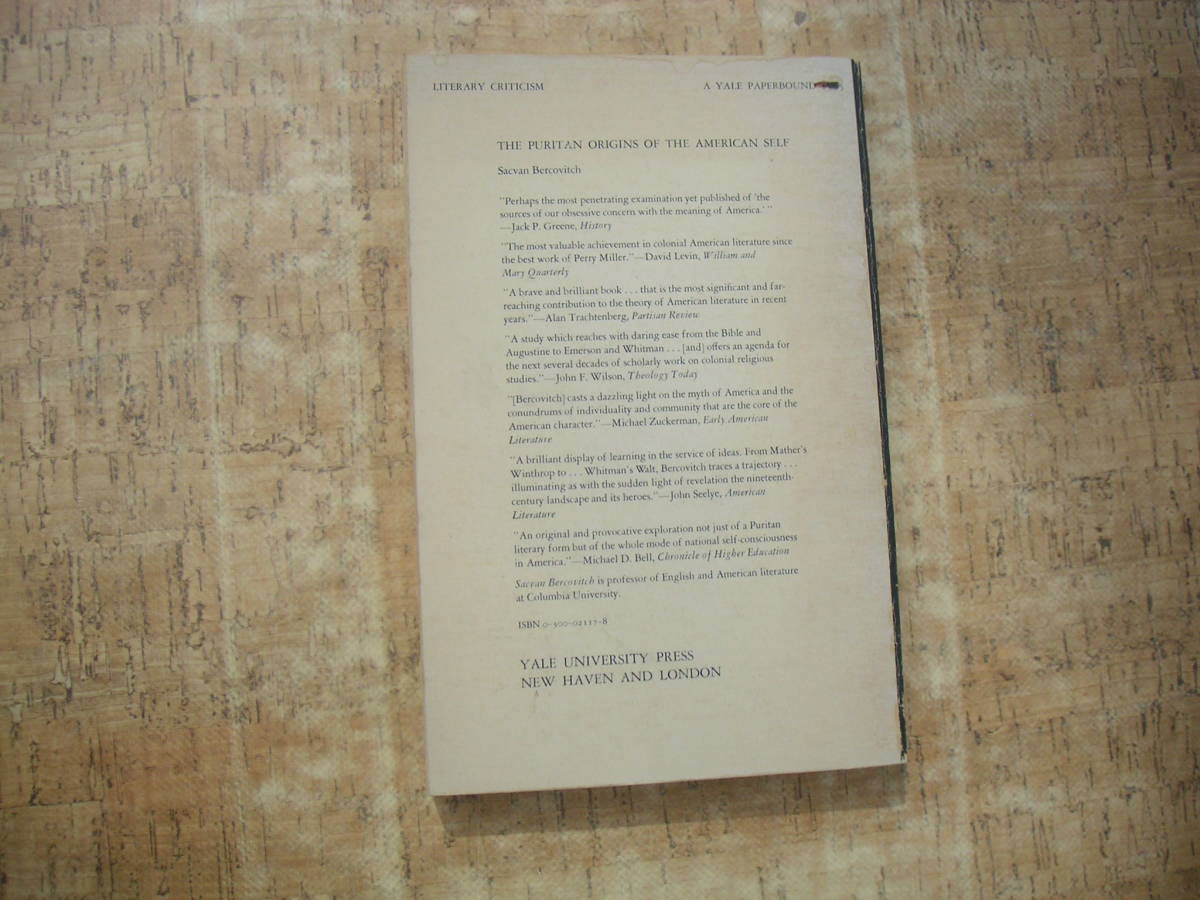 LITERARY CRITICISM
A YALE PAPERBOUND
THE PURITAN ORIGINS OF THE AMERICAN SELF
Sacvan Bercovitch
"Perhaps the most penetrating examination yet published of 'the
sources of our obsessive concern with the meaning of America.' "
—Jack P. Greene, History
"The most valuable achievement in colonial American literature since
the best work of Perry Miller."—David Levin, William and
Mary Quarterly
"A brave and brilliant book . . . that is the most significant and far-
reaching contribution to the theory of American literature in recent
years."—Alan Trachtenberg, Partisan Review
"A study which reaches with daring ease from the Bible and
Augustine to Emerson and Whitman . . . [and] offers an agenda for
the next several decades of scholarly work on colonial religious
studies."—John F. Wilson, Theology Today
"[Bercovitch] casts a dazzling light on the myth of America and the
conundrums of individuality and community that are the core of the
American character."—Michael Zuckerman, Early American
Literature
"A brilliant display of learning in the service of ideas. From Mather's
Winthrop to . . . Whitman's Walt, Bercovitch traces a trajectory . . .
illuminating as with the sudden light of revelation the nineteenth-
century landscape and its heroes."—John Seelye, American
Literature
"An original and provocative exploration not just of a Puritan
literary form but of the whole mode of national self-consciousness
in America."—Michael D. Bell, Chronicle of Higher Education
Sacvan Bercovitch is professor of English and American literature
at Columbia University.
ISBN 0-300-02117-8
YALE UNIVERSITY PRESS
NEW HAVEN AND LONDON